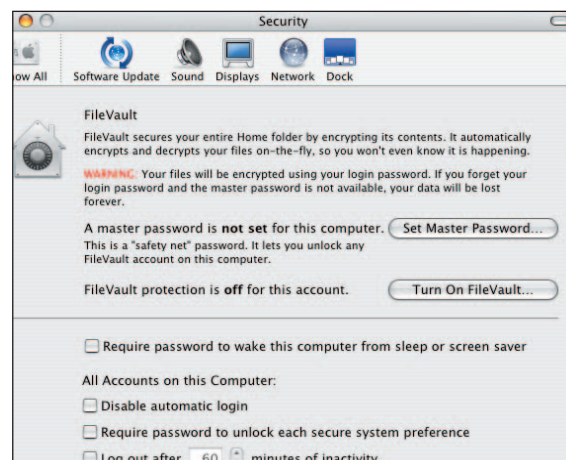 Security
ow All Software Update Sound Displays Network Dock
FileVault
FileVault secures your entire Home folder by encrypting its contents. It automatically
encrypts and decrypts your files on-the-fly, so you won't even know it is happening.
WARNING: Your files will be encrypted using your login password. If you forget your
login password and the master password is not available, your data will be lost
forever.
A master password is not set for this computer. Set Master Password...
This is a "safety net" password. It lets you unlock any
FileVault account on this computer.
FileVault protection is off for this account. Turn On FileVault...
Require password to wake this computer from sleep or screen saver
All Accounts on this Computer:
Disable automatic login
Require password to unlock each secure system preference
Log out after 60 minutes of inactivity